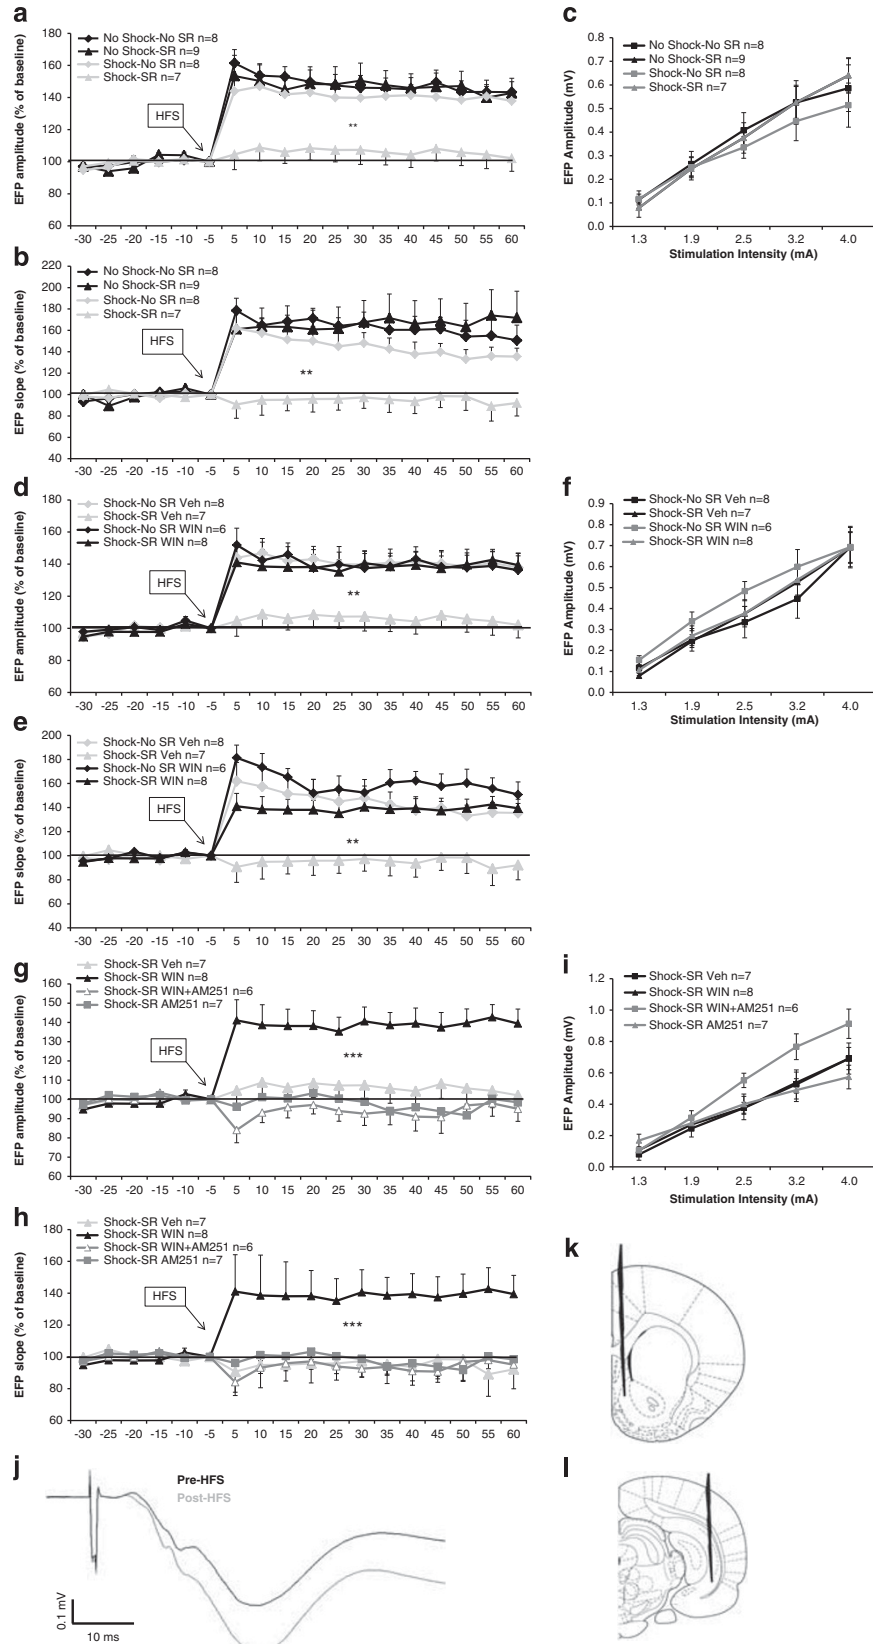 a
EFP amplitude (% of baseline)
180
160
140
120
100
80
60
No Shock-No SR n=8
No Shock-SR n=9
Shock-No SR n=8
Shock-SR n=7
HFS
**
-30 -25 -20 -15 -10 -5 5 10 15 20 25 30 35 40 45 50 55 60
c
EFP Amplitude (mV)
0.8
0.7
0.6
0.5
0.4
0.3
0.2
0.1
0.0
No Shock-No SR n=8
No Shock-SR n=9
Shock-No SR n=8
Shock-SR n=7
1.3 1.9 2.5 3.2 4.0
Stimulation Intensity (mA)
b
EFP slope (% of baseline)
220
200
180
160
140
120
100
80
60
40
No Shock-No SR n=8
No Shock-SR n=9
Shock-No SR n=8
Shock-SR n=7
HFS
**
-30 -25 -20 -15 -10 -5 5 10 15 20 25 30 35 40 45 50 55 60
d
EFP amplitude (% of baseline)
180
160
140
120
100
80
60
Shock-No SR Veh n=8
Shock-SR Veh n=7
Shock-No SR WIN n=6
Shock-SR WIN n=8
HFS
**
-30 -25 -20 -15 -10 -5 5 10 15 20 25 30 35 40 45 50 55 60
f
EFP Amplitude (mV)
0.9
0.8
0.7
0.6
0.5
0.4
0.3
0.2
0.1
0.0
Shock-No SR Veh n=8
Shock-SR Veh n=7
Shock-No SR WIN n=6
Shock-SR WIN n=8
1.3 1.9 2.5 3.2 4.0
Stimulation Intensity (mA)
e
EFP slope (% of baseline)
200
180
160
140
120
100
80
60
40
Shock-No SR Veh n=8
Shock-SR Veh n=7
Shock-No SR WIN n=6
Shock-SR WIN n=8
HFS
**
-30 -25 -20 -15 -10 -5 5 10 15 20 25 30 35 40 45 50 55 60
g
EFP amplitude (% of baseline)
160
150
140
130
120
110
100
90
80
70
60
Shock-SR Veh n=7
Shock-SR WIN n=8
Shock-SR WIN+AM251 n=6
Shock-SR AM251 n=7
HFS
***
-30 -25 -20 -15 -10 -5 5 10 15 20 25 30 35 40 45 50 55 60
i
EFP Amplitude (mV)
1.2
1.0
0.8
0.6
0.4
0.2
0.0
Shock-SR Veh n=7
Shock-SR WIN n=8
Shock-SR WIN+AM251 n=6
Shock-SR AM251 n=7
1.3 1.9 2.5 3.2 4.0
Stimulation Intensity (mA)
h
EFP slope (% of baseline)
180
160
140
120
100
80
60
Shock-SR Veh n=7
Shock-SR WIN n=8
Shock-SR WIN+AM251 n=6
Shock-SR AM251 n=7
HFS
***
-30 -25 -20 -15 -10 -5 5 10 15 20 25 30 35 40 45 50 55 60
k
j
Pre-HFS
Post-HFS
0.1 mV
10 ms
l